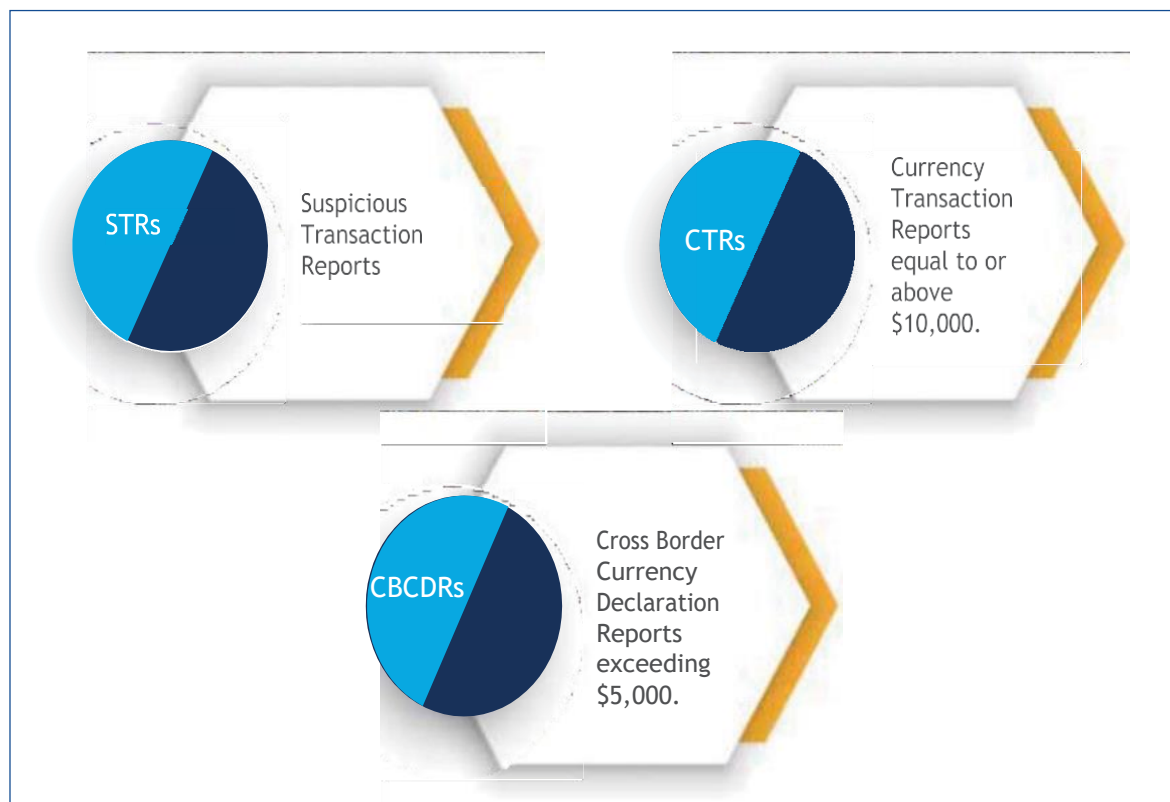 STRs
Suspicious
Transaction
Reports
CTRs
Currency
Transaction
Reports
equal to or
above
$10,000.
CBCDRs
Cross Border
Currency
Declaration
Reports
exceeding
$5,000.